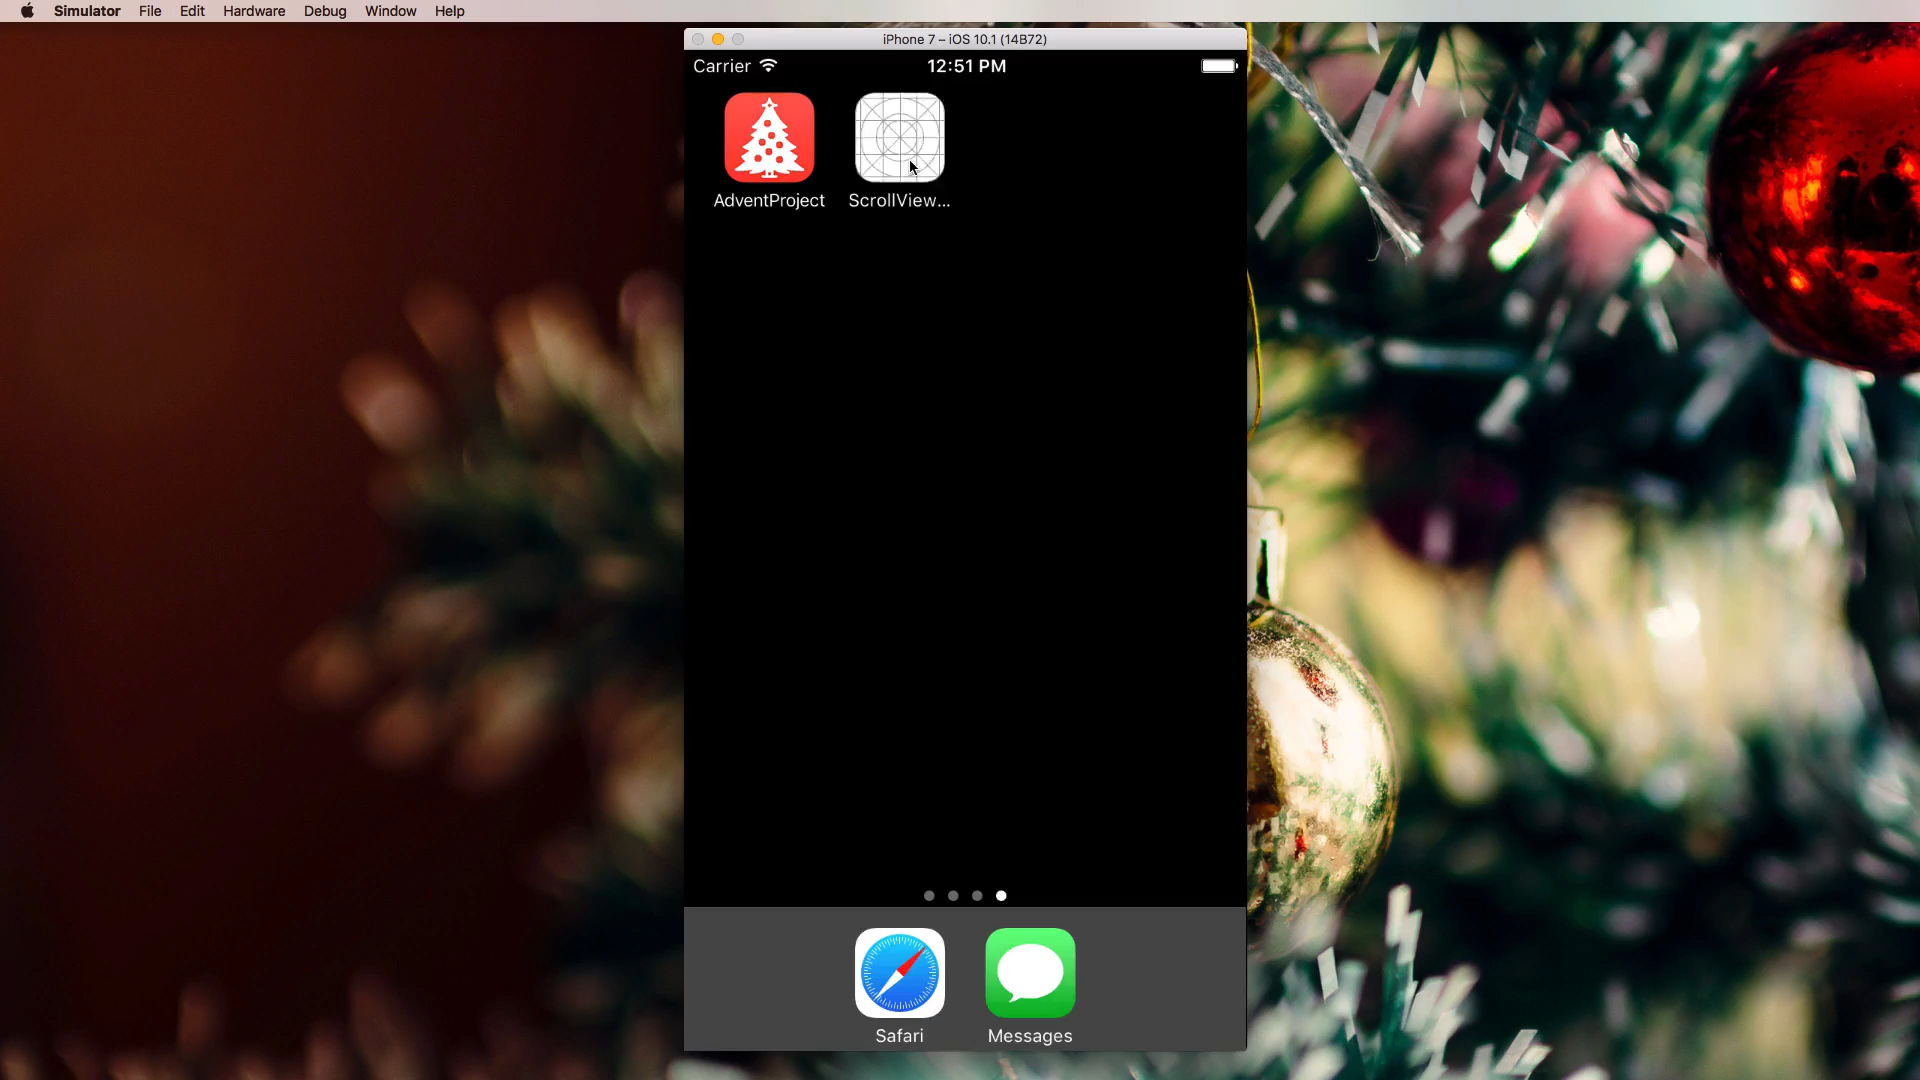 Simulator File Edit Hardware Debug Window Help
iPhone 7 – iOS 10.1 (14B72)
Carrier 12:51 PM
AdventProject ScrollView...
Safari Messages